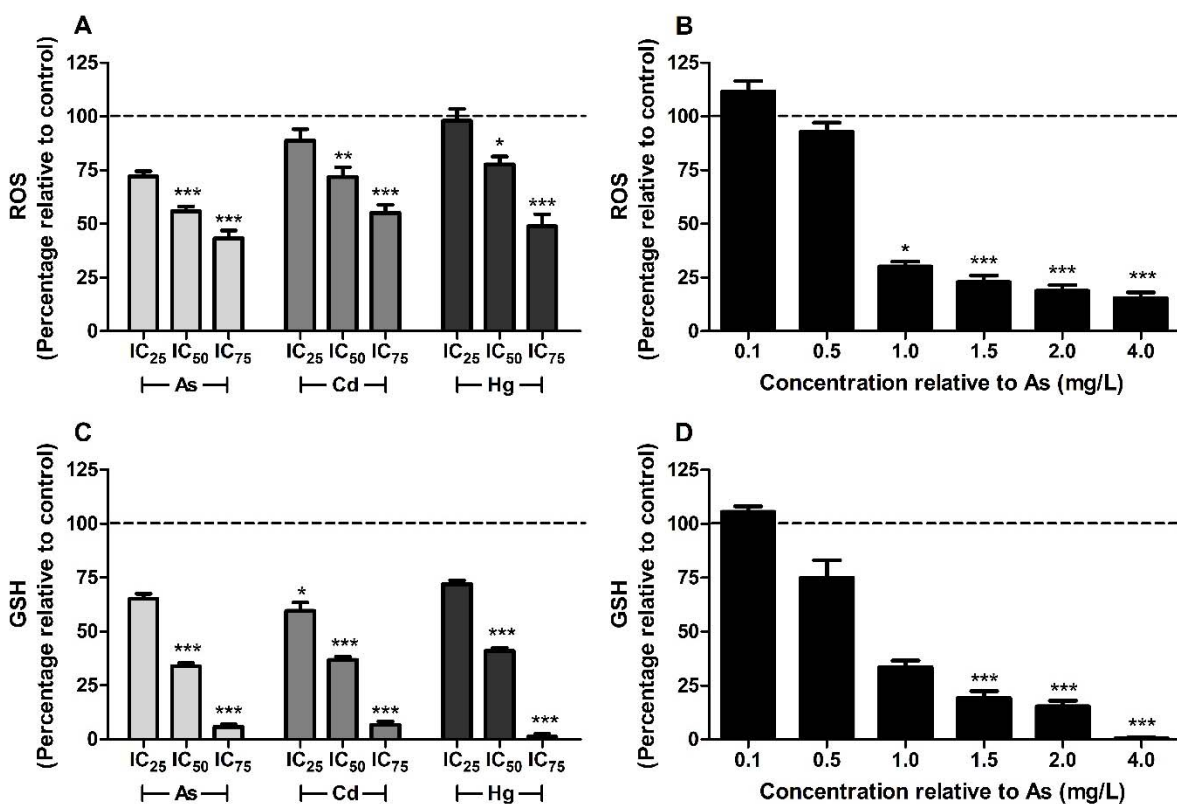 A
ROS
(Percentage relative to control)
125
100
75
50
25
0
***
***
**
***
*
***
IC25 IC50 IC75 IC25 IC50 IC75 IC25 IC50 IC75
As Cd Hg
B
ROS
(Percentage relative to control)
125
100
75
50
25
0
*
***
***
***
0.1 0.5 1.0 1.5 2.0 4.0
Concentration relative to As (mg/L)
C
GSH
(Percentage relative to control)
125
100
75
50
25
0
***
***
*
***
***
***
***
IC25 IC50 IC75 IC25 IC50 IC75 IC25 IC50 IC75
As Cd Hg
D
GSH
(Percentage relative to control)
125
100
75
50
25
0
***
***
***
0.1 0.5 1.0 1.5 2.0 4.0
Concentration relative to As (mg/L)